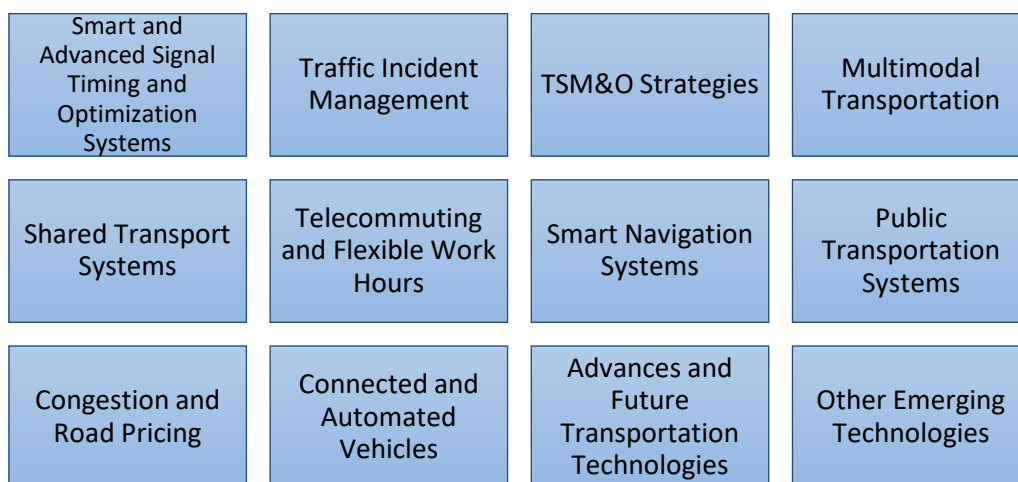 Smart and
Advanced Signal
Timing and
Optimization
Systems
Traffic Incident
Management
TSM&O Strategies
Multimodal
Transportation
Shared Transport
Systems
Telecommuting
and Flexible Work
Hours
Smart Navigation
Systems
Public
Transportation
Systems
Congestion and
Road Pricing
Connected and
Automated
Vehicles
Advances and
Future
Transportation
Technologies
Other Emerging
Technologies